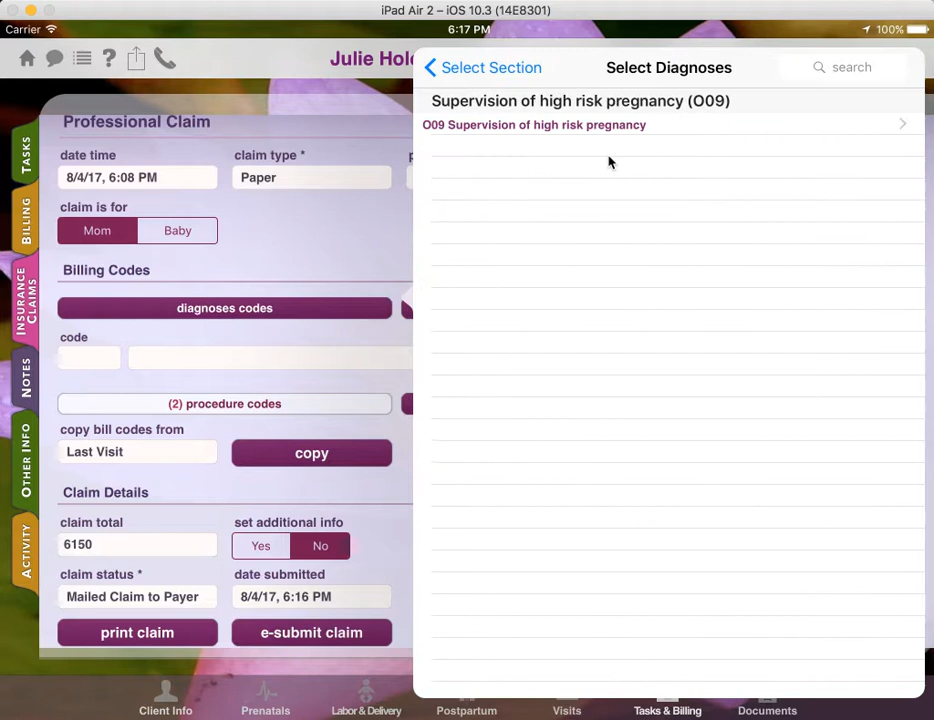 iPad Air 2 – iOS 10.3 (14E8301)
Carrier
6:17 PM
100%
?
Julie Hol
Select Section
Select Diagnoses
search
Supervision of high risk pregnancy (O09)
O09 Supervision of high risk pregnancy
TASKS
BILLING
INSURANCE
CLAIMS
NOTES
OTHER INFO
ACTIVITY
Professional Claim
date time
claim type *
8/4/17, 6:08 PM
Paper
claim is for
Mom
Baby
Billing Codes
diagnoses codes
code
(2) procedure codes
copy bill codes from
Last Visit
copy
Claim Details
claim total
set additional info
6150
Yes
No
claim status *
date submitted
Mailed Claim to Payer
8/4/17, 6:16 PM
print claim
e-submit claim
Client Info
Prenatals
Labor & Delivery
Postpartum
Visits
Tasks & Billing
Documents